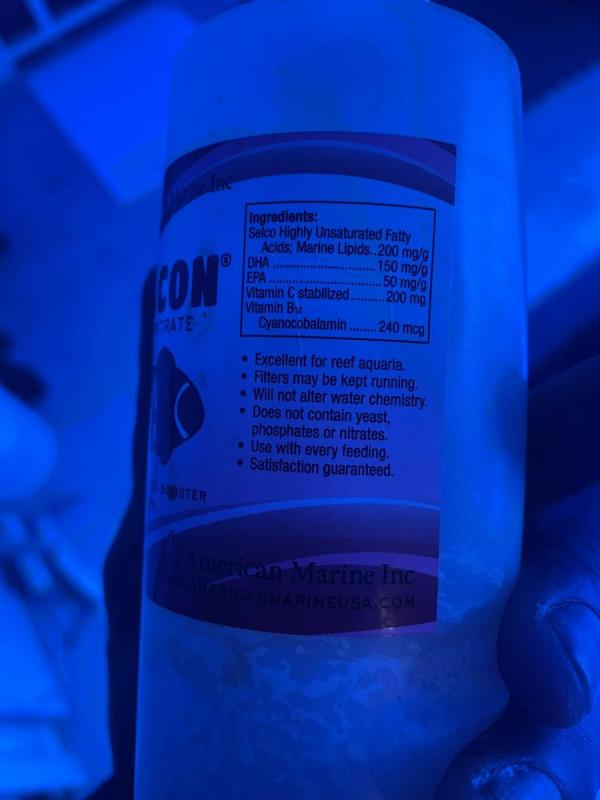 Marine Inc
CON®
TRATE
Ingredients:
Selco Highly Unsaturated Fatty
Acids; Marine Lipids..200 mg/g
DHA ........................150 mg/g
EPA ...........................50 mg/g
Vitamin C stabilized.........200 mg
Vitamin B12
Cyanocobalamin ........240 mcg
• Excellent for reef aquaria.
• Filters may be kept running.
• Will not alter water chemistry.
• Does not contain yeast,
phosphates or nitrates.
• Use with every feeding.
• Satisfaction guaranteed.
BOOSTER
American Marine Inc
.AMERICANMARINEUSA.COM